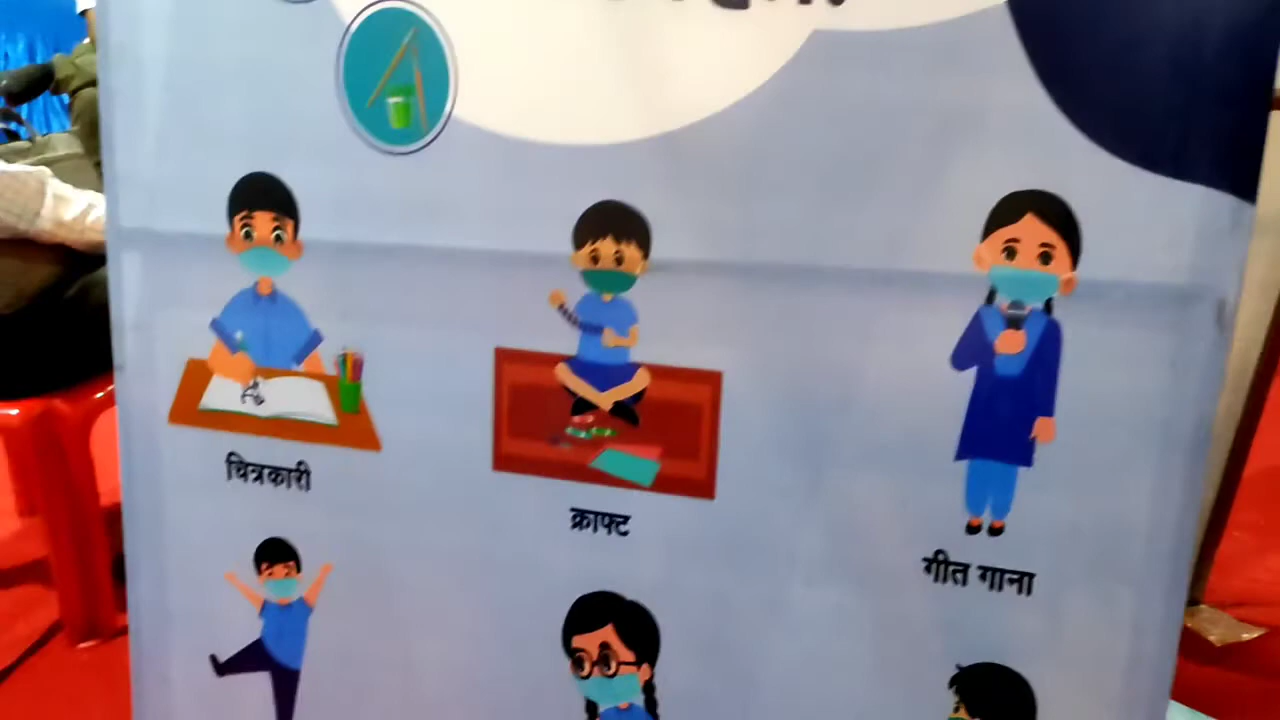 चित्रकारी
क्राफ्ट
गीत गाना